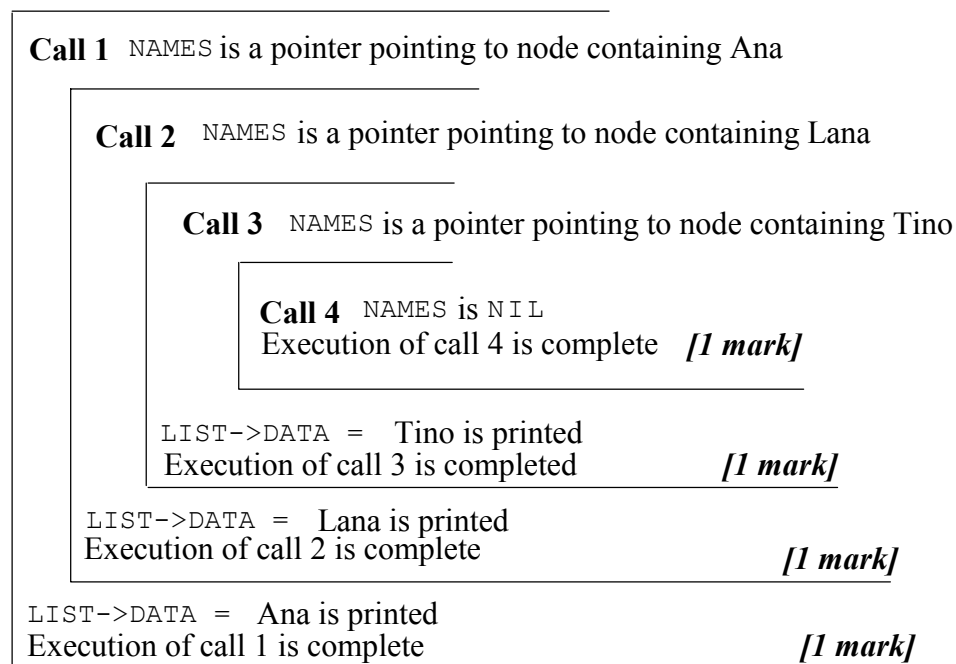 Call 1 NAMES is a pointer pointing to node containing Ana
Call 2 NAMES is a pointer pointing to node containing Lana
Call 3 NAMES is a pointer pointing to node containing Tino
Call 4 NAMES is NIL
Execution of call 4 is complete [1 mark]
LIST->DATA = Tino is printed
Execution of call 3 is completed [1 mark]
LIST->DATA = Lana is printed
Execution of call 2 is complete [1 mark]
LIST->DATA = Ana is printed
Execution of call 1 is complete [1 mark]